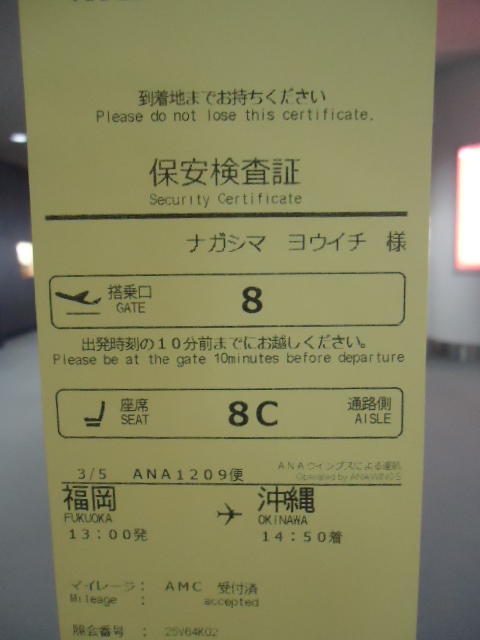 到着地までお持ちください
Please do not lose this certificate.
保安検査証
Security Certificate
ナガシマ ヨウイチ 様
搭乗口 8
GATE
出発時刻の10分前までにお越しください。
Please be at the gate 10minutes before departure
座席 8C 通路側
SEAT AISLE
ANAウイングスによる運航
3/5 ANA1209便 Operated by ANAWINGS
福岡 沖縄
FUKUOKA OKINAWA
13:00発 14:50着
マイレージ: AMC 受付済
Mileage : accepted
照会番号 : 25V64K02